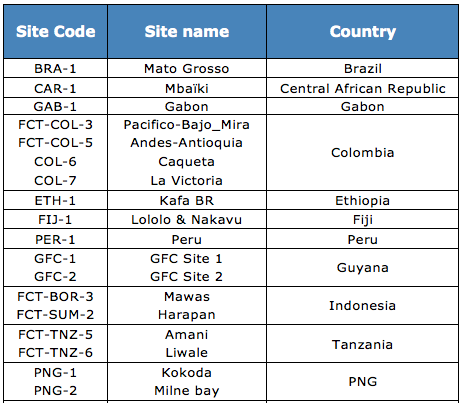 Site Code Site name Country
BRA-1 Mato Grosso Brazil
CAR-1 Mbaïki Central African Republic
GAB-1 Gabon Gabon
FCT-COL-3 Pacifico-Bajo_Mira
FCT-COL-5 Andes-Antioquia
Colombia
COL-6 Caqueta
COL-7 La Victoria
ETH-1 Kafa BR Ethiopia
FIJ-1 Lololo & Nakavu Fiji
PER-1 Peru Peru
GFC-1 GFC Site 1
Guyana
GFC-2 GFC Site 2
FCT-BOR-3 Mawas
Indonesia
FCT-SUM-2 Harapan
FCT-TNZ-5 Amani
Tanzania
FCT-TNZ-6 Liwale
PNG-1 Kokoda
PNG
PNG-2 Milne bay